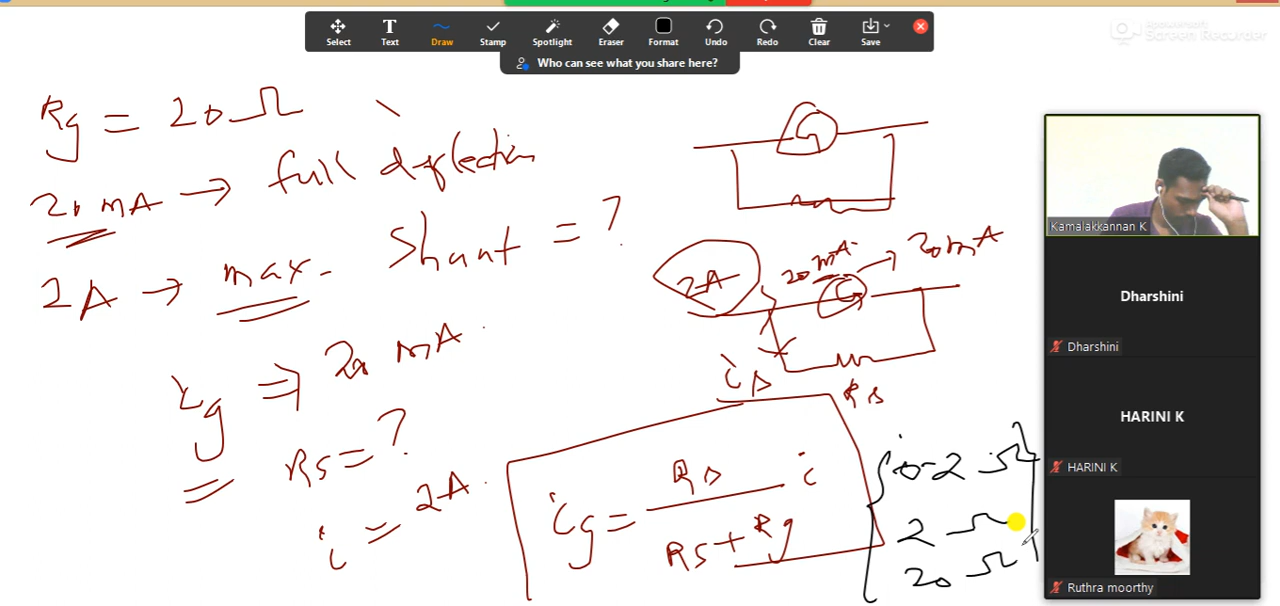 Select Text Draw Stamp Spotlight Eraser Format Undo Redo Clear Save
Who can see what you share here?
Screen Recorder
Rg = 20 Ω
20 mA → full deflection
2A → max. Shunt = ?
ig ⇒ 20 mA.
Rs = ?
i = 2A.
G
2A 20 mA → 20 mA
G
is
Rs
ig = Rs / Rs + Rg i
0.2 Ω
2 Ω
20 Ω
Kamalakkannan K
Dharshini
Dharshini
HARINI K
HARINI K
Ruthra moorthy